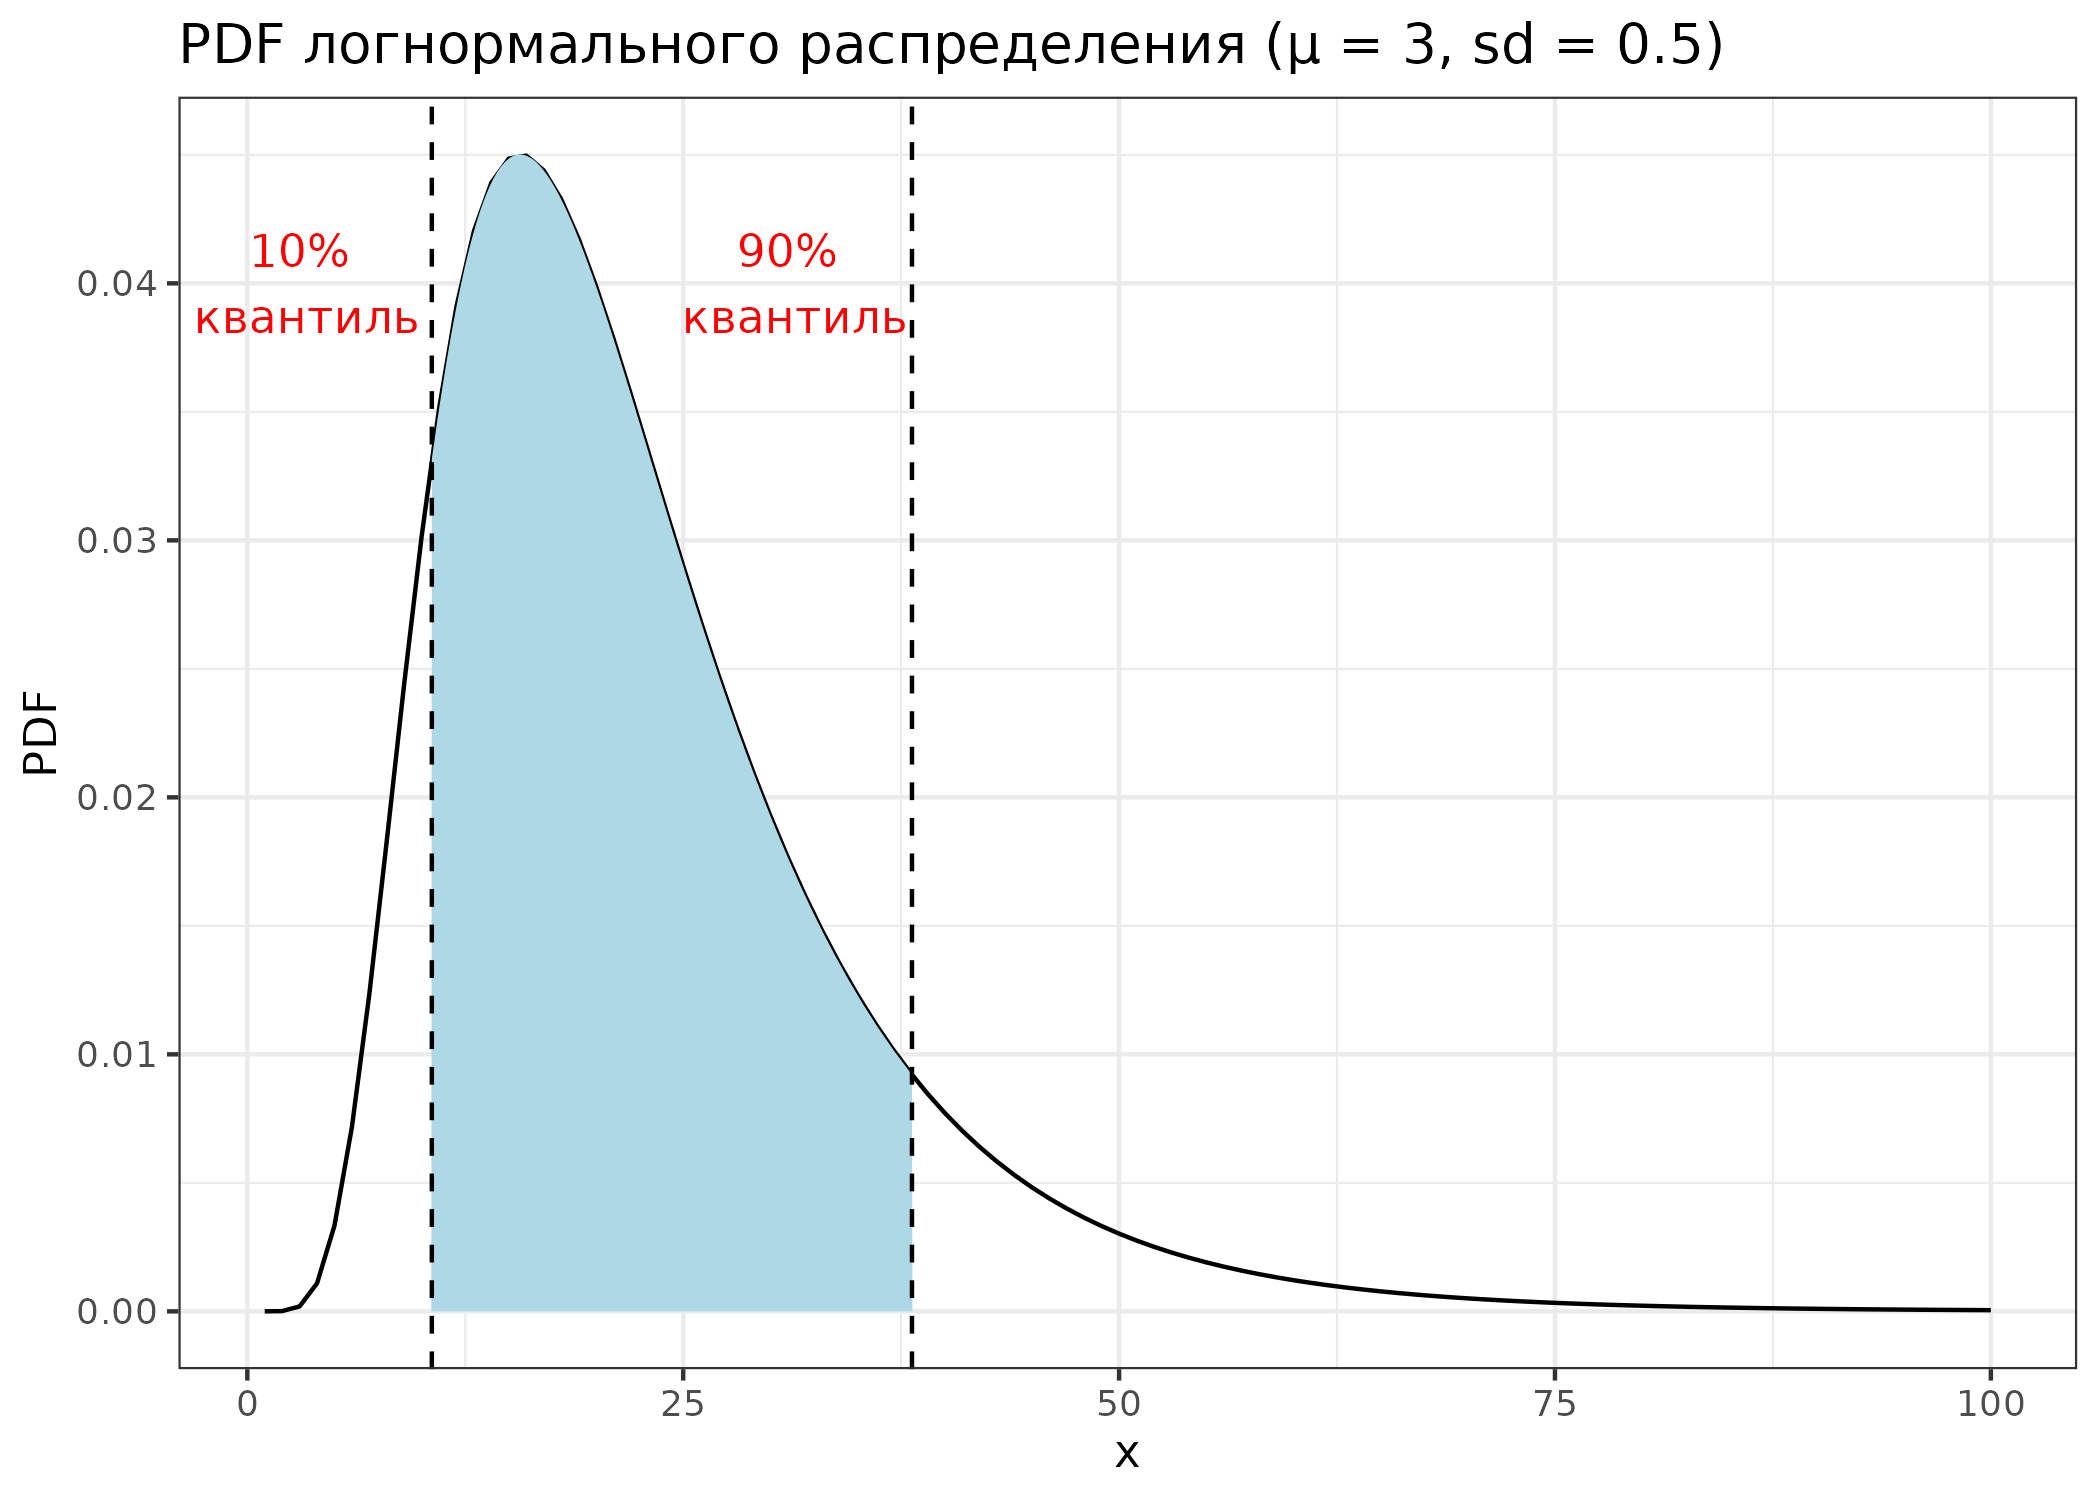 PDF логнормального распределения (μ = 3, sd = 0.5)
10%
квантиль
90%
квантиль
PDF
0.04
0.03
0.02
0.01
0.00
0
25
50
75
100
x